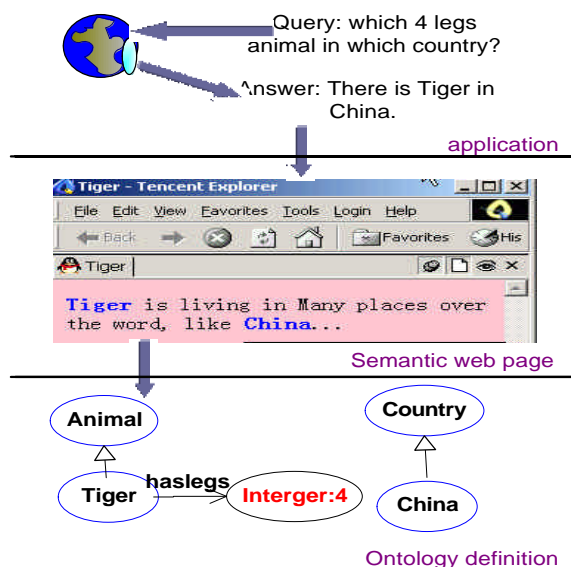 Query: which 4 legs
animal in which country?
Answer: There is Tiger in
China.
application
Tiger - Tencent Explorer
File Edit View Favorites Tools Login Help
Back Favorites His
Tiger
Tiger is living in Many places over
the word, like China...
Semantic web page
Animal
Country
haslegs
Tiger
Interger:4
China
Ontology definition